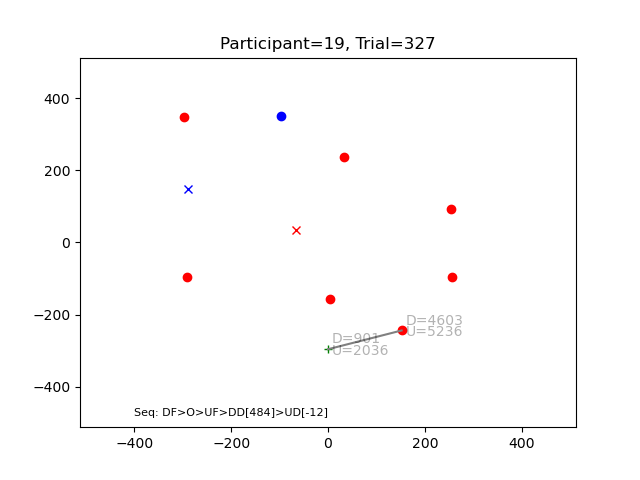 Participant=19, Trial=327
400
200
0
−200
−400
D=4603
U=5236
D=901
U=2036
Seq: DF>O>UF>DD[484]>UD[-12]
−400 −200 0 200 400